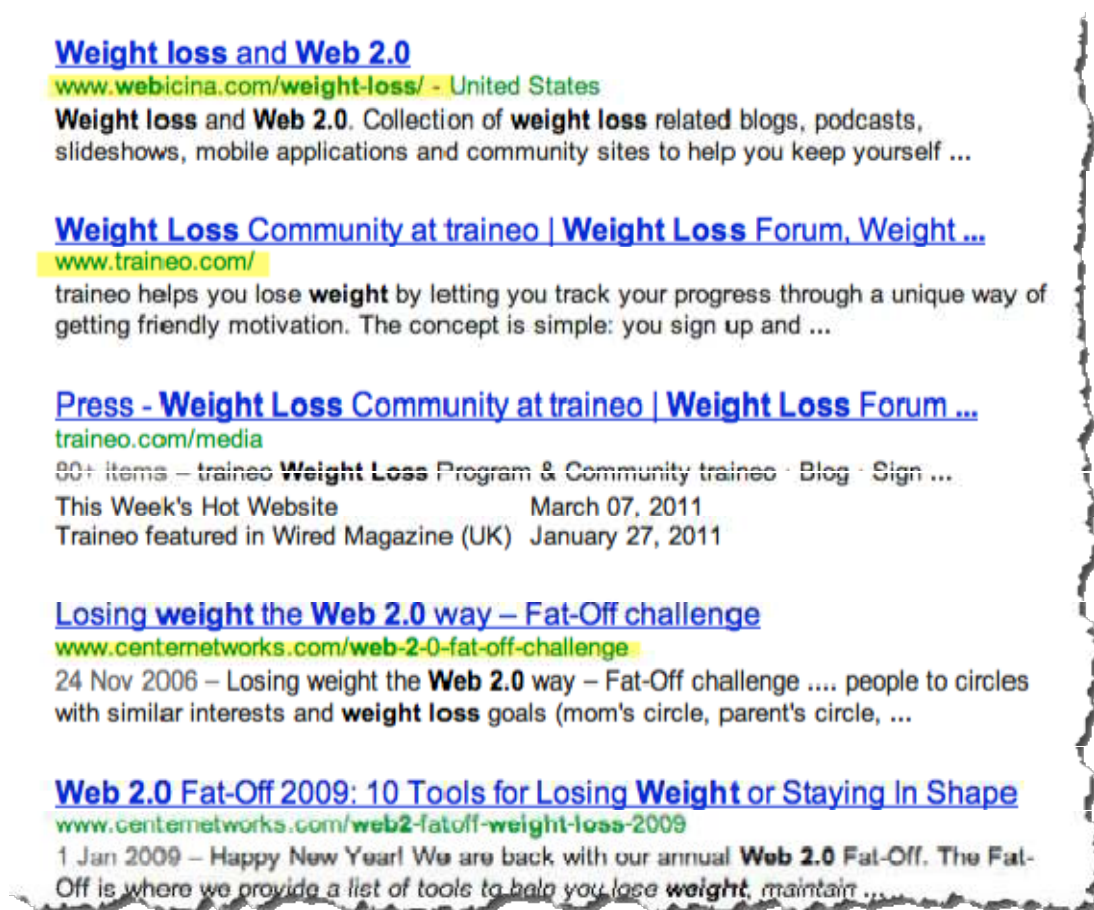 Weight loss and Web 2.0
www.webicina.com/weight-loss/ - United States
Weight loss and Web 2.0. Collection of weight loss related blogs, podcasts,
slideshows, mobile applications and community sites to help you keep yourself ...
Weight Loss Community at traineo | Weight Loss Forum, Weight ...
www.traineo.com/
traineo helps you lose weight by letting you track your progress through a unique way of
getting friendly motivation. The concept is simple: you sign up and ...
Press - Weight Loss Community at traineo | Weight Loss Forum ...
traineo.com/media
80+ items – traineo Weight Loss Program & Community traineo · Blog · Sign ...
This Week's Hot Website March 07, 2011
Traineo featured in Wired Magazine (UK) January 27, 2011
Losing weight the Web 2.0 way – Fat-Off challenge
www.centernetworks.com/web-2-0-fat-off-challenge
24 Nov 2006 – Losing weight the Web 2.0 way – Fat-Off challenge .... people to circles
with similar interests and weight loss goals (mom's circle, parent's circle, ...
Web 2.0 Fat-Off 2009: 10 Tools for Losing Weight or Staying In Shape
www.centernetworks.com/web2-fatoff-weight-loss-2009
1 Jan 2009 – Happy New Year! We are back with our annual Web 2.0 Fat-Off. The Fat-
Off is where we provide a list of tools to help you lose weight, maintain ...